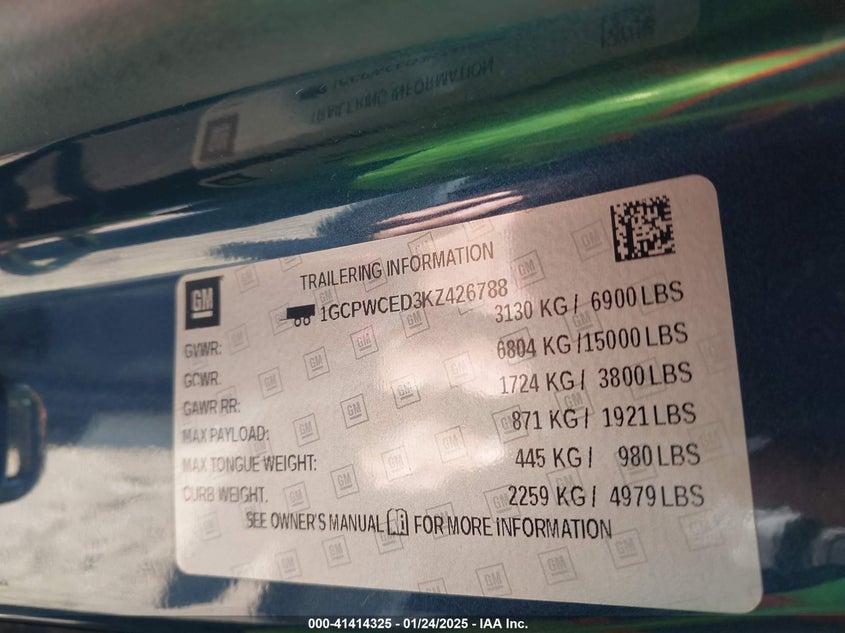 TRAILERING INFORMATION
GM
TRAILERING INFORMATION
1GCPWCED3KZ426788
GVWR: 3130 KG / 6900 LBS
GCWR: 6804 KG /15000 LBS
GAWR RR: 1724 KG / 3800 LBS
MAX PAYLOAD: 871 KG / 1921 LBS
MAX TONGUE WEIGHT: 445 KG / 980 LBS
CURB WEIGHT. 2259 KG / 4979 LBS
SEE OWNER'S MANUAL FOR MORE INFORMATION
000-41414325 - 01/24/2025 - IAA Inc.